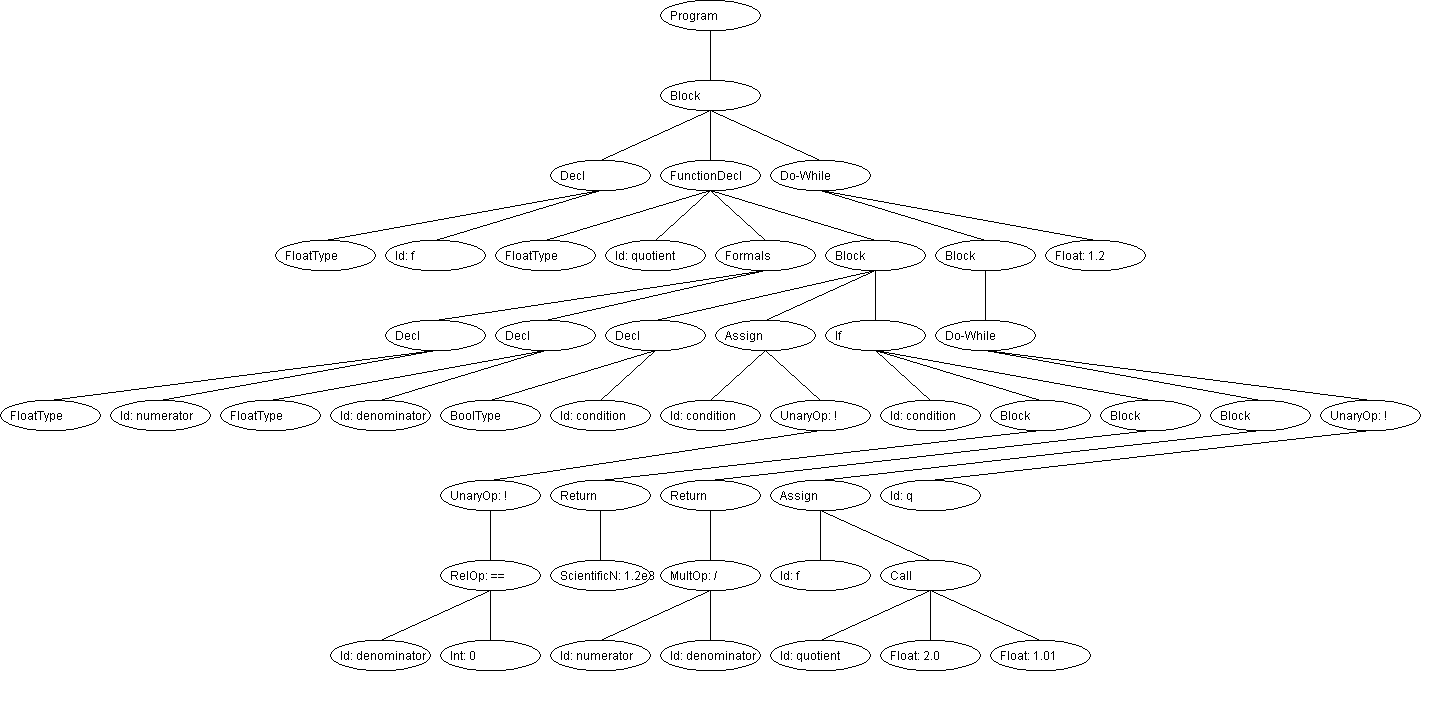 Program
Block
Decl FunctionDecl Do-While
FloatType Id: f FloatType Id: quotient Formals Block Block Float: 1.2
Decl Decl Decl Assign If Do-While
FloatType Id: numerator FloatType Id: denominator BoolType Id: condition Id: condition UnaryOp: ! Id: condition Block Block Block UnaryOp: !
UnaryOp: ! Return Return Assign Id: q
RelOp: == ScientificN: 1.2e8 MultOp: / Id: f Call
Id: denominator Int: 0 Id: numerator Id: denominator Id: quotient Float: 2.0 Float: 1.01